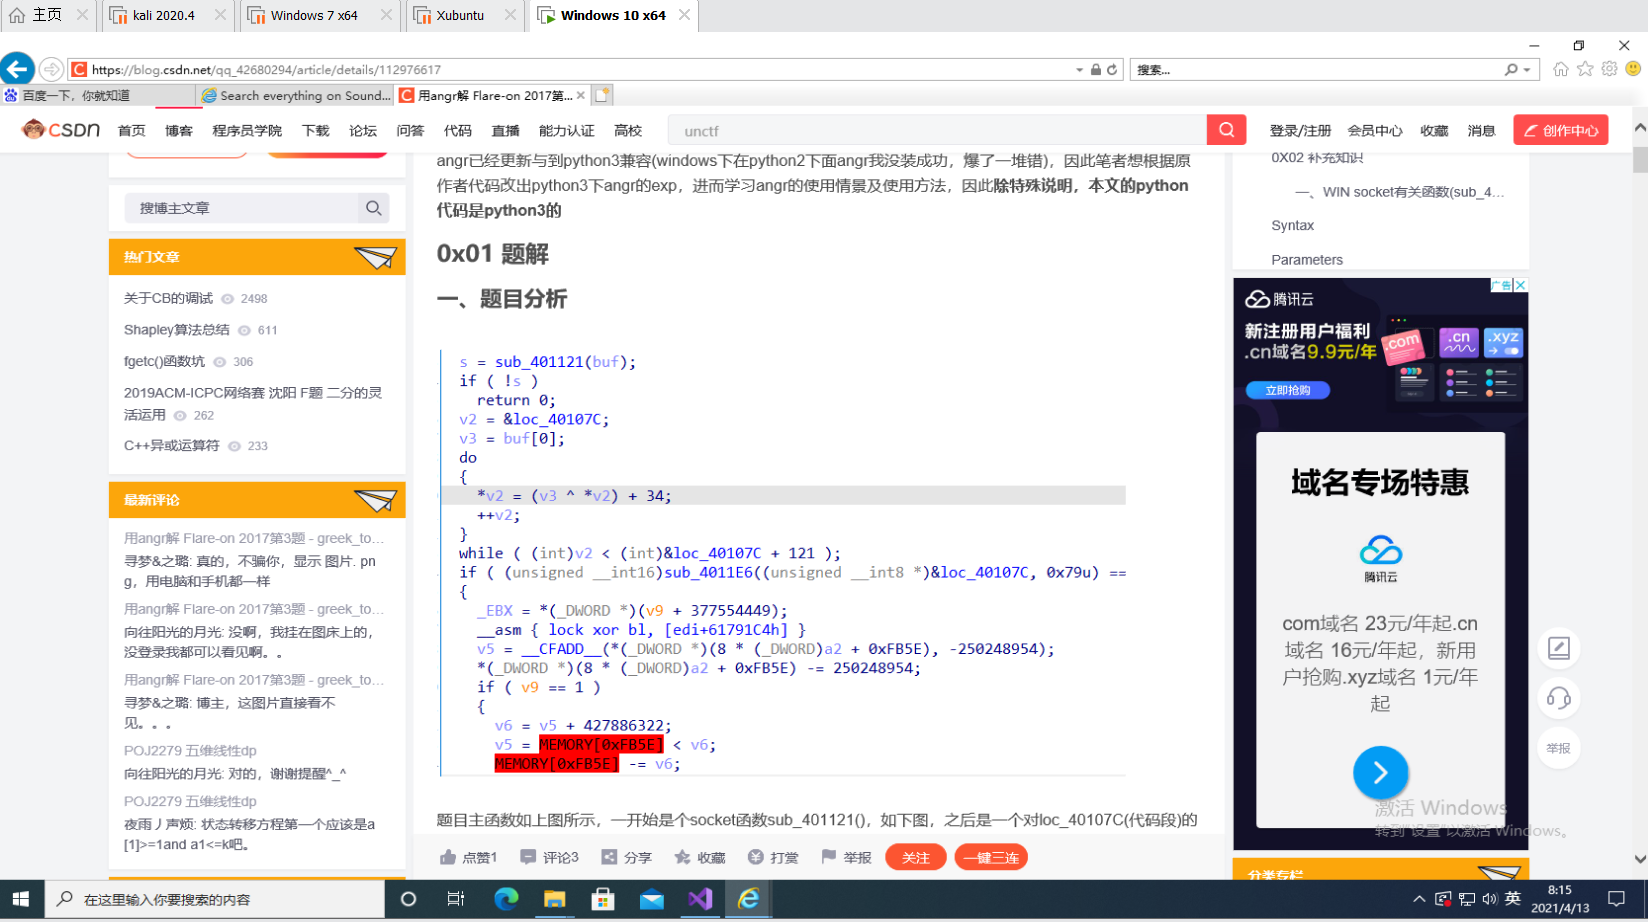 主页
kali 2020.4
Windows 7 x64
Xubuntu
Windows 10 x64
https://blog.csdn.net/qq_42680294/article/details/112976617
搜索...
百度一下，你就知道
Search everything on Sound...
用angr解 Flare-on 2017第...
CSDN
首页
博客
程序员学院
下载
论坛
问答
代码
直播
能力认证
高校
unctf
登录/注册
会员中心
收藏
消息
创作中心
搜博主文章
热门文章
关于CB的调试 2498
Shapley算法总结 611
fgetc()函数坑 306
2019ACM-ICPC网络赛 沈阳 F题 二分的灵
活运用 262
C++异或运算符 233
最新评论
用angr解 Flare-on 2017第3题 - greek_to...
寻梦&之璐: 真的，不骗你，显示 图片. pn
g，用电脑和手机都一样
用angr解 Flare-on 2017第3题 - greek_to...
向往阳光的月光: 没啊，我挂在图床上的，
没登录我都可以看见啊。。
用angr解 Flare-on 2017第3题 - greek_to...
寻梦&之璐: 博主，这图片直接看不
见。。。
POJ2279 五维线性dp
向往阳光的月光: 对的，谢谢提醒^_^
POJ2279 五维线性dp
夜雨丿声烦: 状态转移方程第一个应该是a
[1]>=1and a1<=k吧。
angr已经更新与到python3兼容(windows下在python2下面angr我没装成功，爆了一堆错)，因此笔者想根据原
作者代码改出python3下angr的exp，进而学习angr的使用情景及使用方法，因此除特殊说明，本文的python
代码是python3的
0x01 题解
一、题目分析
s = sub_401121(buf);
if ( !s )
return 0;
v2 = &loc_40107C;
v3 = buf[0];
do
{
*v2 = (v3 ^ *v2) + 34;
++v2;
}
while ( (int)v2 < (int)&loc_40107C + 121 );
if ( (unsigned __int16)sub_4011E6((unsigned __int8 *)&loc_40107C, 0x79u) ==
{
_EBX = *(_DWORD *)(v9 + 377554449);
__asm { lock xor bl, [edi+61791C4h] }
v5 = __CFADD__(*(_DWORD *)(8 * (_DWORD)a2 + 0xFB5E), -250248954);
*(_DWORD *)(8 * (_DWORD)a2 + 0xFB5E) -= 250248954;
if ( v9 == 1 )
{
v6 = v5 + 427886322;
v5 = MEMORY[0xFB5E] < v6;
MEMORY[0xFB5E] -= v6;
题目主函数如上图所示，一开始是个socket函数sub_401121()，如下图，之后是一个对loc_40107C(代码段)的
点赞1
评论3
分享
收藏
打赏
举报
关注
一键三连
0X02 补充知识
一、WIN socket有关函数(sub_4...
Syntax
Parameters
广告
腾讯云
新注册用户福利
.cn域名9.9元/年
立即抢购
.com
.cn
.xyz
域名专场特惠
腾讯云
com域名 23元/年起.cn
域名 16元/年起，新用
户抢购.xyz域名 1元/年
起
举报
激活 Windows
转到"设置"以激活 Windows。
分类专栏
在这里输入你要搜索的内容
英
8:15
2021/4/13